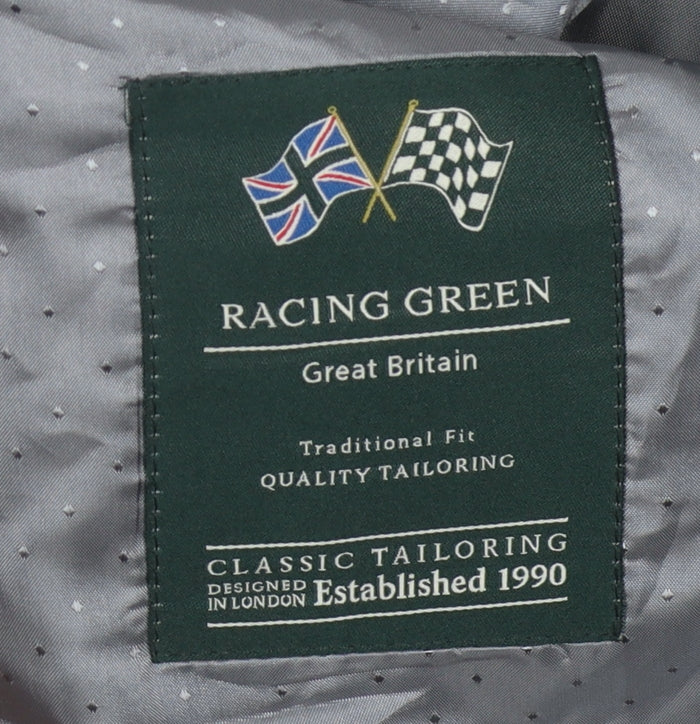 RACING GREEN
Great Britain
Traditional Fit
QUALITY TAILORING
CLASSIC TAILORING
DESIGNED
IN LONDON Established 1990